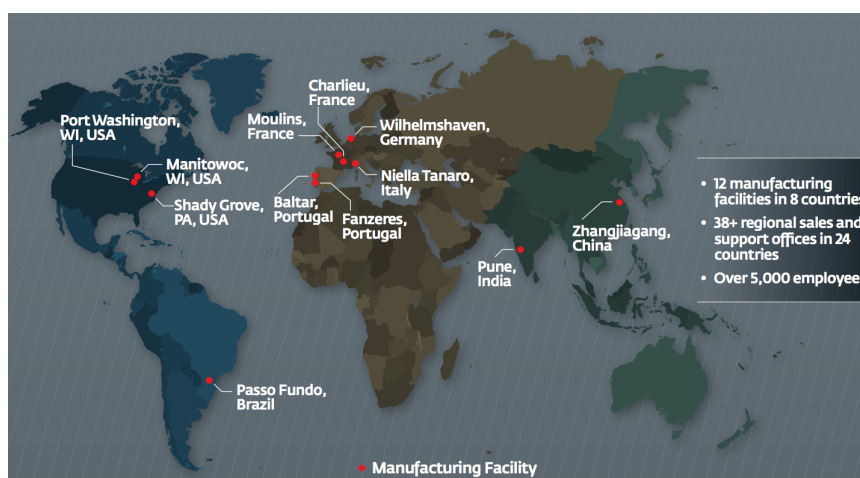 Charlieu,
France
Port Washington,
WI, USA
Moulins,
France
Wilhelmshaven,
Germany
Manitowoc,
WI, USA
Niella Tanaro,
Italy
Shady Grove,
PA, USA
Baltar,
Portugal
Fanzeres,
Portugal
Zhangjiagang,
China
Pune,
India
Passo Fundo,
Brazil
• 12 manufacturing
facilities in 8 countries
• 38+ regional sales and
support offices in 24
countries
• Over 5,000 employee
Manufacturing Facility